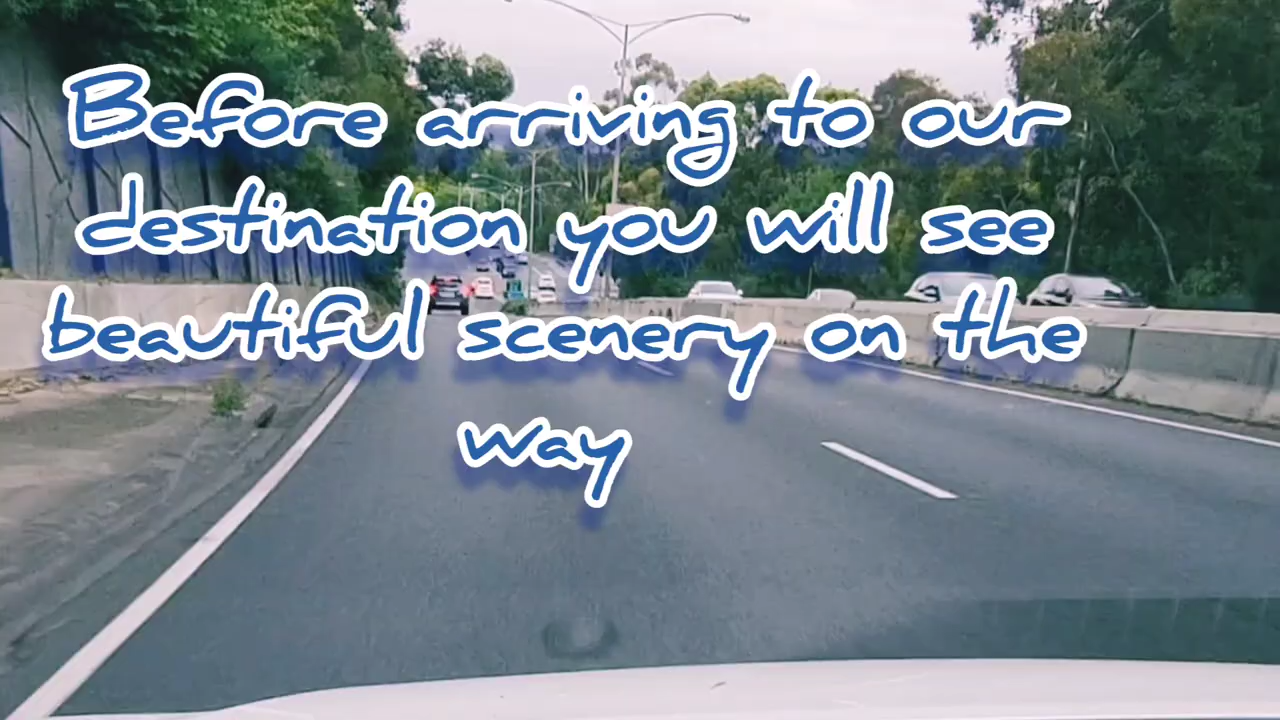 Before arriving to our
destination you will see
beautiful scenery on the
way